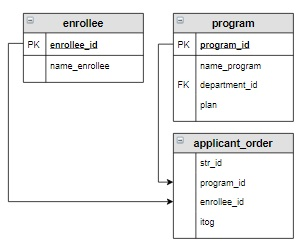 enrollee
PK enrollee_id
name_enrollee
program
PK program_id
name_program
FK department_id
plan
applicant_order
str_id
program_id
enrollee_id
itog